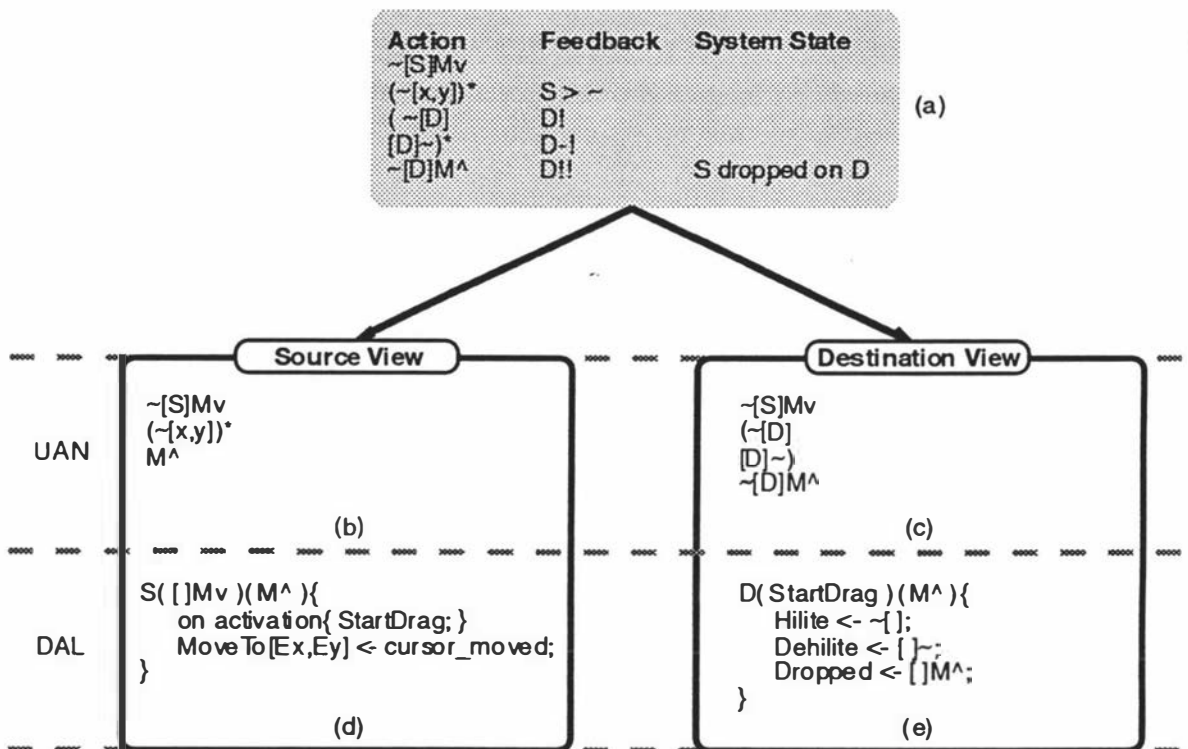 Action Feedback System State
~[S]Mv
(~[x,y])* S > ~
( ~[D] D!
[D]~)* D-!
~[D]M^ D!! S dropped on D
(a)
Source View Destination View
UAN
~[S]Mv
(~[x,y])*
M^
(b)
~[S]Mv
(~[D]
[D]~)
~[D]M^
(c)
DAL
S( [ ]Mv )( M^ ){
on activation{ StartDrag; }
MoveTo[Ex,Ey] <- cursor_moved;
}
(d)
D( StartDrag )( M^ ){
Hilite <- ~[ ];
Dehilite <- [ ]~;
Dropped <- [ ]M^;
}
(e)